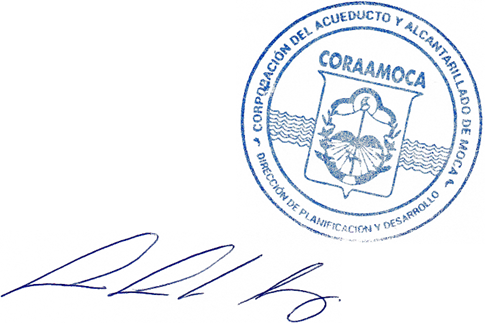 CORPORACIÓN DEL ACUEDUCTO Y ALCANTARILLADO DE MOCA
CORAAMOCA
DIRECCIÓN DE PLANIFICACIÓN Y DESARROLLO